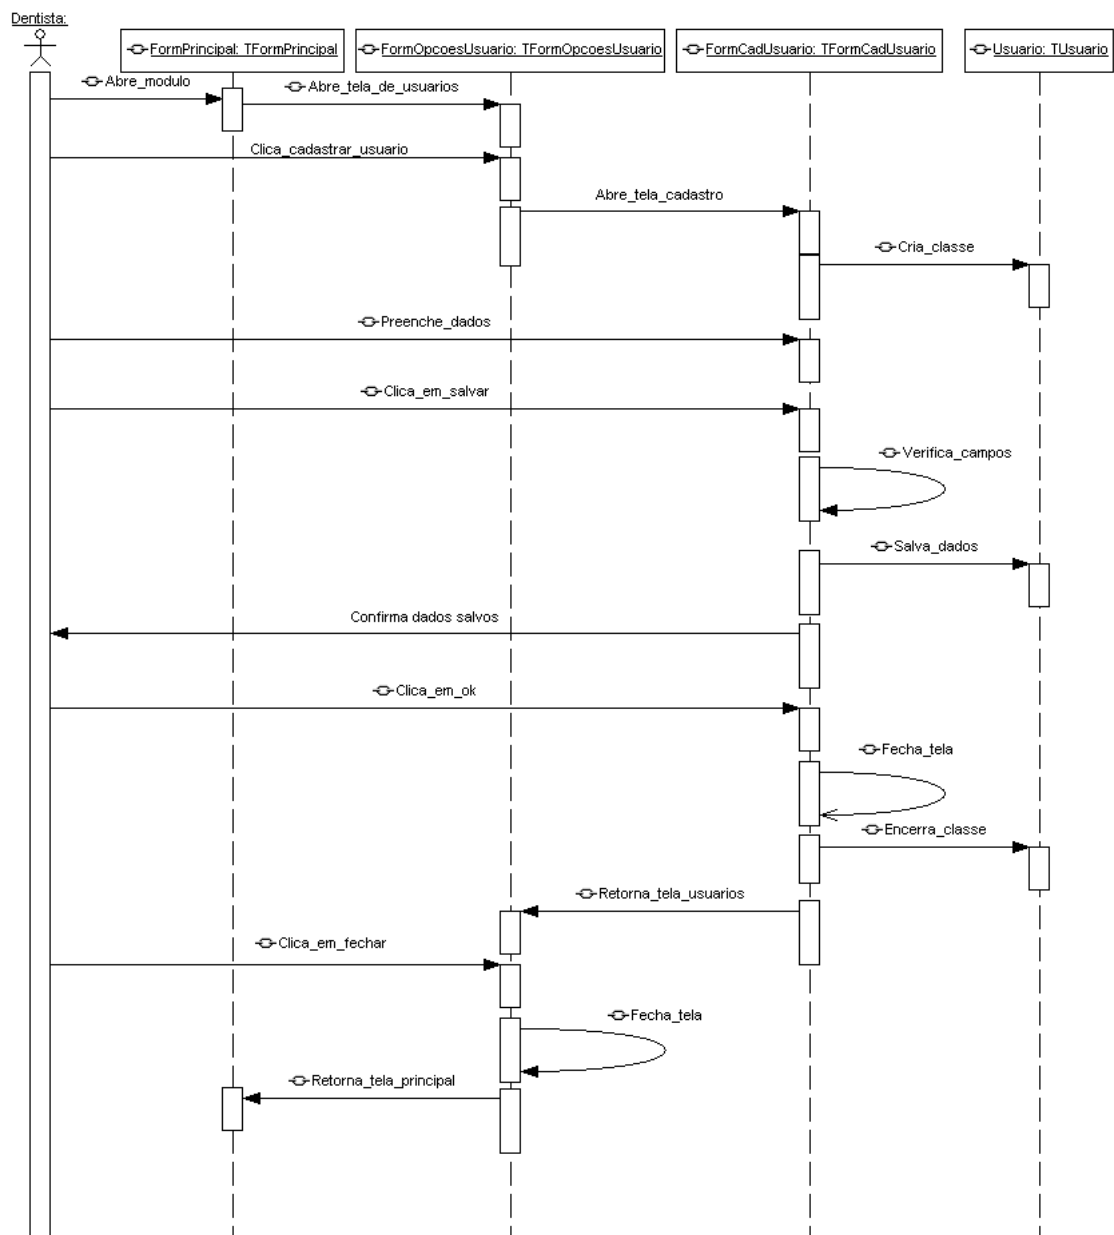 Dentista:
FormPrincipal: TFormPrincipal
FormOpcoesUsuario: TFormOpcoesUsuario
FormCadUsuario: TFormCadUsuario
Usuario: TUsuario
Abre_modulo
Abre_tela_de_usuarios
Clica_cadastrar_usuario
Abre_tela_cadastro
Cria_classe
Preenche_dados
Clica_em_salvar
Verifica_campos
Salva_dados
Confirma dados salvos
Clica_em_ok
Fecha_tela
Encerra_classe
Retorna_tela_usuarios
Clica_em_fechar
Fecha_tela
Retorna_tela_principal